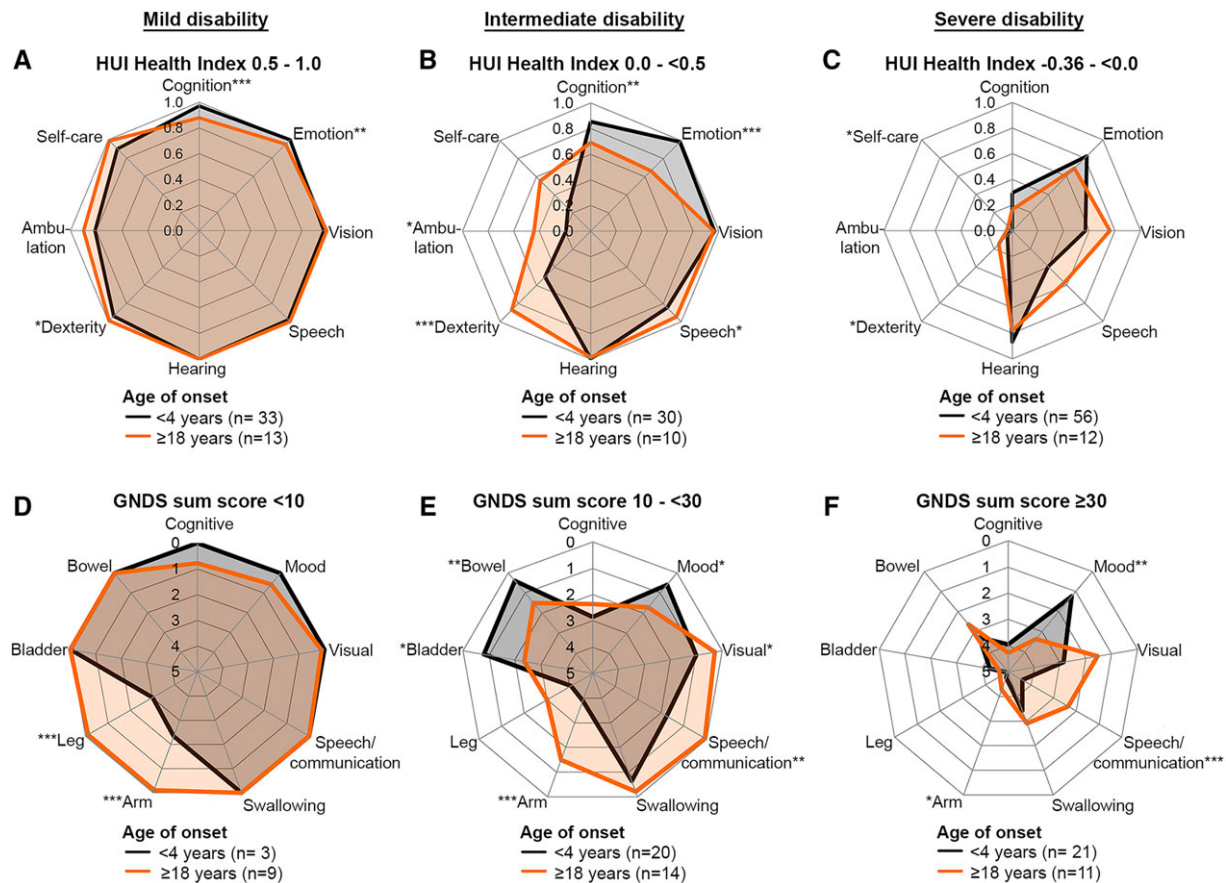 Mild disability
Intermediate disability
Severe disability
A
HUI Health Index 0.5 - 1.0
Cognition***
1.0
0.8
0.6
0.4
0.2
0.0
Emotion**
Vision
Speech
Hearing
*Dexterity
Ambu-
lation
Self-care
Age of onset
<4 years (n= 33)
≥18 years (n=13)
B
HUI Health Index 0.0 - <0.5
Cognition**
1.0
0.8
0.6
0.4
0.2
0.0
Emotion***
Vision
Speech*
Hearing
***Dexterity
*Ambu-
lation
Self-care
Age of onset
<4 years (n= 30)
≥18 years (n=10)
C
HUI Health Index -0.36 - <0.0
Cognition
1.0
0.8
0.6
0.4
0.2
0.0
Emotion
Vision
Speech
Hearing
*Dexterity
Ambu-
lation
*Self-care
Age of onset
<4 years (n= 56)
≥18 years (n=12)
D
GNDS sum score <10
Cognitive
0
1
2
3
4
5
Mood
Visual
Speech/
communication
Swallowing
***Arm
***Leg
Bladder
Bowel
Age of onset
<4 years (n= 3)
≥18 years (n=9)
E
GNDS sum score 10 - <30
Cognitive
0
1
2
3
4
5
Mood*
Visual*
Speech/
communication**
Swallowing
***Arm
Leg
*Bladder
**Bowel
Age of onset
<4 years (n=20)
≥18 years (n=14)
F
GNDS sum score ≥30
Cognitive
0
1
2
3
4
5
Mood**
Visual
Speech/
communication***
Swallowing
*Arm
Leg
Bladder
Bowel
Age of onset
<4 years (n= 21)
≥18 years (n=11)